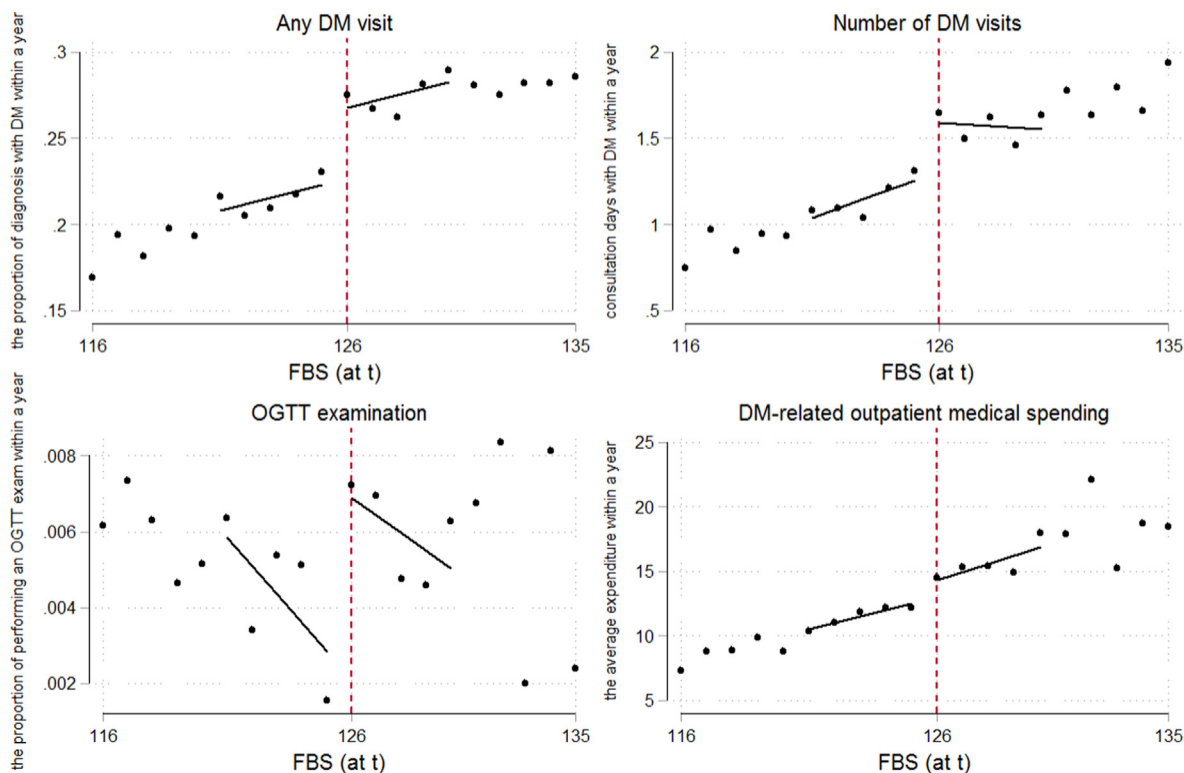 Any DM visit
the proportion of diagnosis with DM within a year
.3
.25
.2
.15
116
126
135
FBS (at t)
Number of DM visits
consultation days with DM within a year
2
1.5
1
.5
116
126
135
FBS (at t)
OGTT examination
the proportion of performing an OGTT exam within a year
.008
.006
.004
.002
116
126
135
FBS (at t)
DM-related outpatient medical spending
the average expenditure within a year
25
20
15
10
5
116
126
135
FBS (at t)